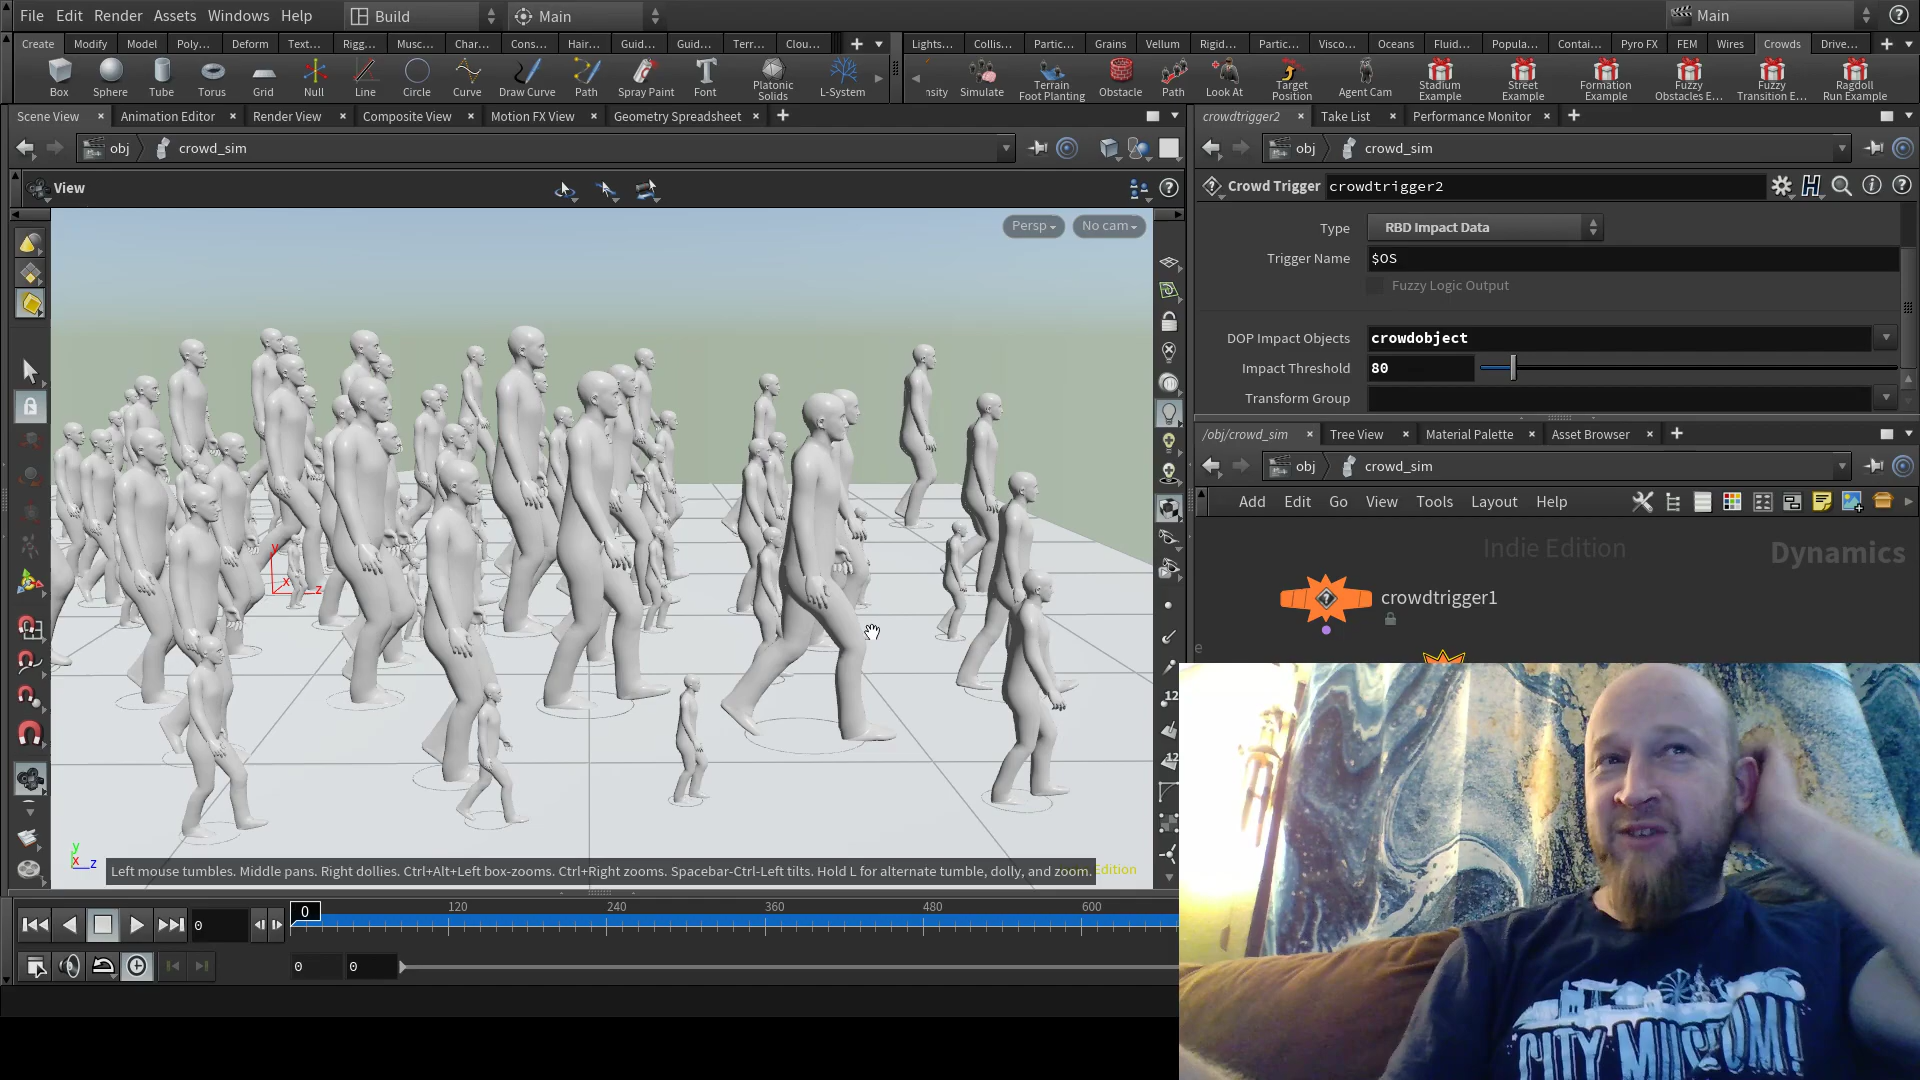 File Edit Render Assets Windows Help Build Main Main
Create Modify Model Poly... Deform Text... Rigg... Musc... Char... Cons... Hair... Guid... Guid... Terr... Clou... Lights... Collis... Partic... Grains Vellum Rigid... Partic... Visco... Oceans Fluid... Popula... Contai... Pyro FX FEM Wires Crowds Drive...
Box Sphere Tube Torus Grid Null Line Circle Curve Draw Curve Path Spray Paint Font Platonic Solids L-System nsity Simulate Terrain Foot Planting Obstacle Path Look At Target Position Agent Cam Stadium Example Street Example Formation Example Fuzzy Obstacles E... Fuzzy Transition E... Ragdoll Run Example
Scene View Animation Editor Render View Composite View Motion FX View Geometry Spreadsheet crowdtrigger2 Take List Performance Monitor
obj crowd_sim obj crowd_sim
View Crowd Trigger crowdtrigger2
Persp No cam
Type RBD Impact Data
Trigger Name $OS
Fuzzy Logic Output
DOP Impact Objects crowdobject
Impact Threshold 80
Transform Group
/obj/crowd_sim Tree View Material Palette Asset Browser
obj crowd_sim
Add Edit Go View Tools Layout Help
Indie Edition Dynamics
crowdtrigger1
e
y
x z
12
12
y
x z
Left mouse tumbles. Middle pans. Right dollies. Ctrl+Alt+Left box-zooms. Ctrl+Right zooms. Spacebar-Ctrl-Left tilts. Hold L for alternate tumble, dolly, and zoom. Edition
0 0 120 240 360 480 600
0 0
CITY MUSEUM!